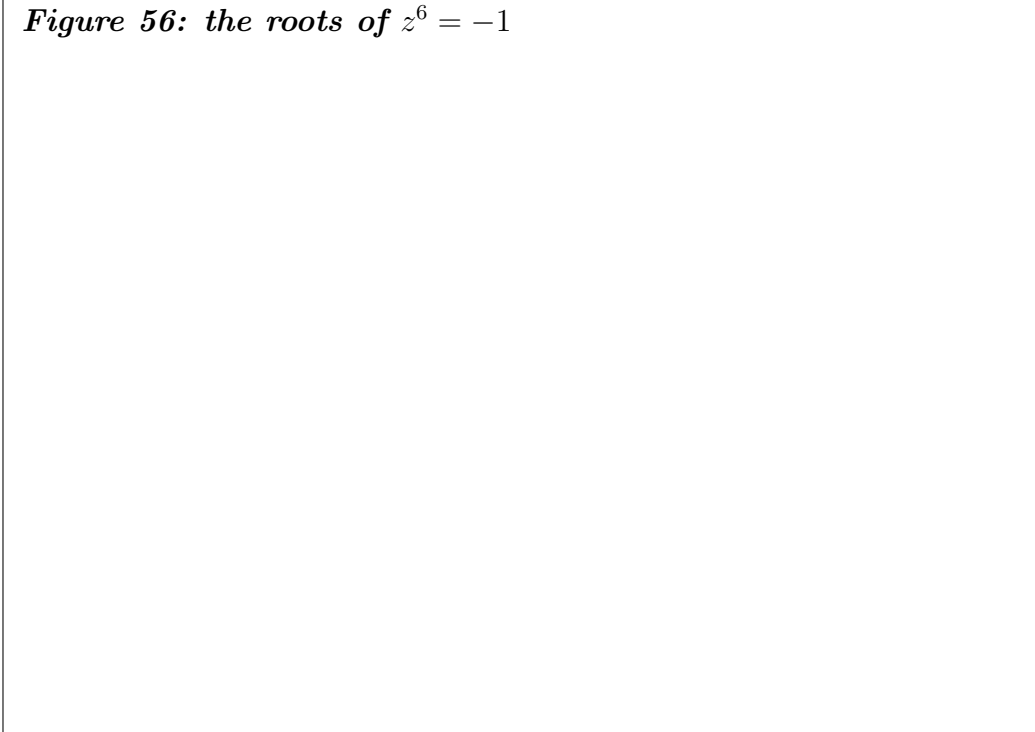 Figure 56: the roots of z⁶ = −1